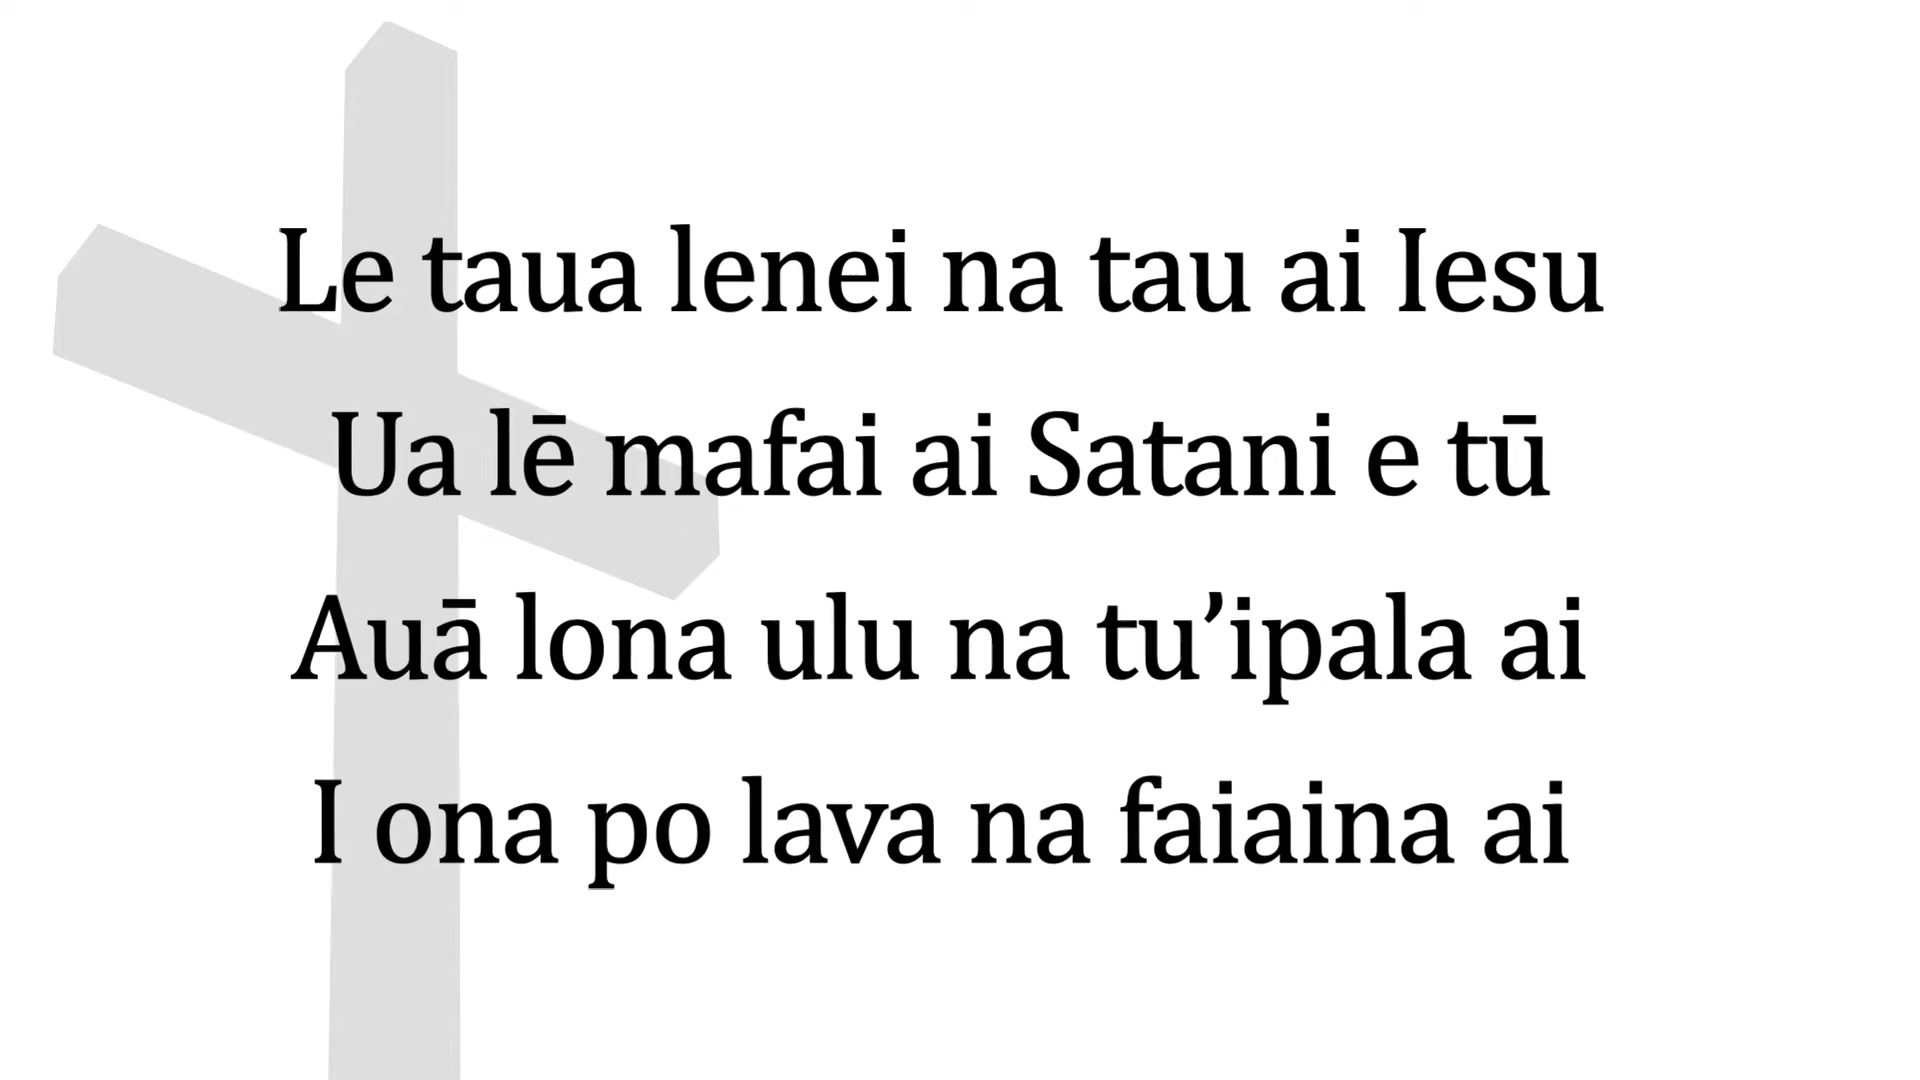 Le taua lenei na tau ai Iesu
Ua lē mafai ai Satani e tū
Auā lona ulu na tu’ipala ai
I ona po lava na faiaina ai